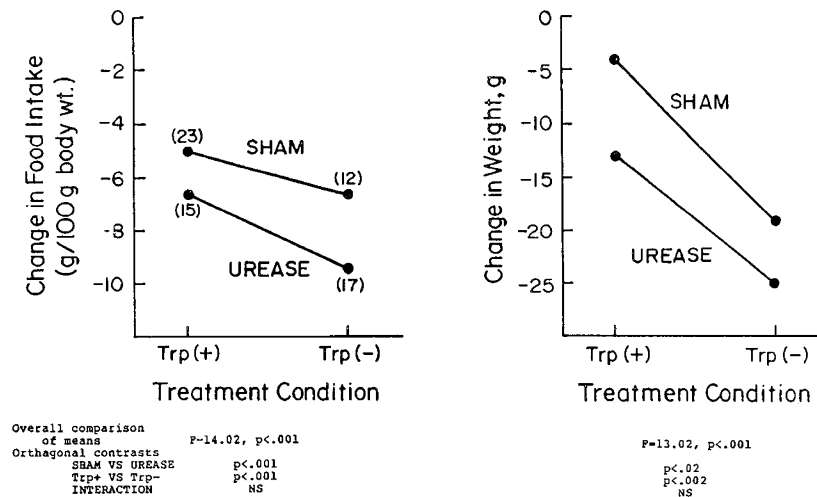 0
-2
-4
-6
-8
-10
Change in Food Intake
(g/100g body wt.)
(23)
SHAM
(12)
(15)
UREASE
(17)
Trp(+)
Trp(-)
Treatment Condition
0
-5
-10
-15
-20
-25
Change in Weight, g
SHAM
UREASE
Trp(+)
Trp(-)
Treatment Condition
Overall comparison
of means F=14.02, p<.001
Orthogonal contrasts
SHAM VS UREASE p<.001
Trp+ VS Trp- p<.001
INTERACTION NS
F=13.02, p<.001
p<.02
p<.002
NS